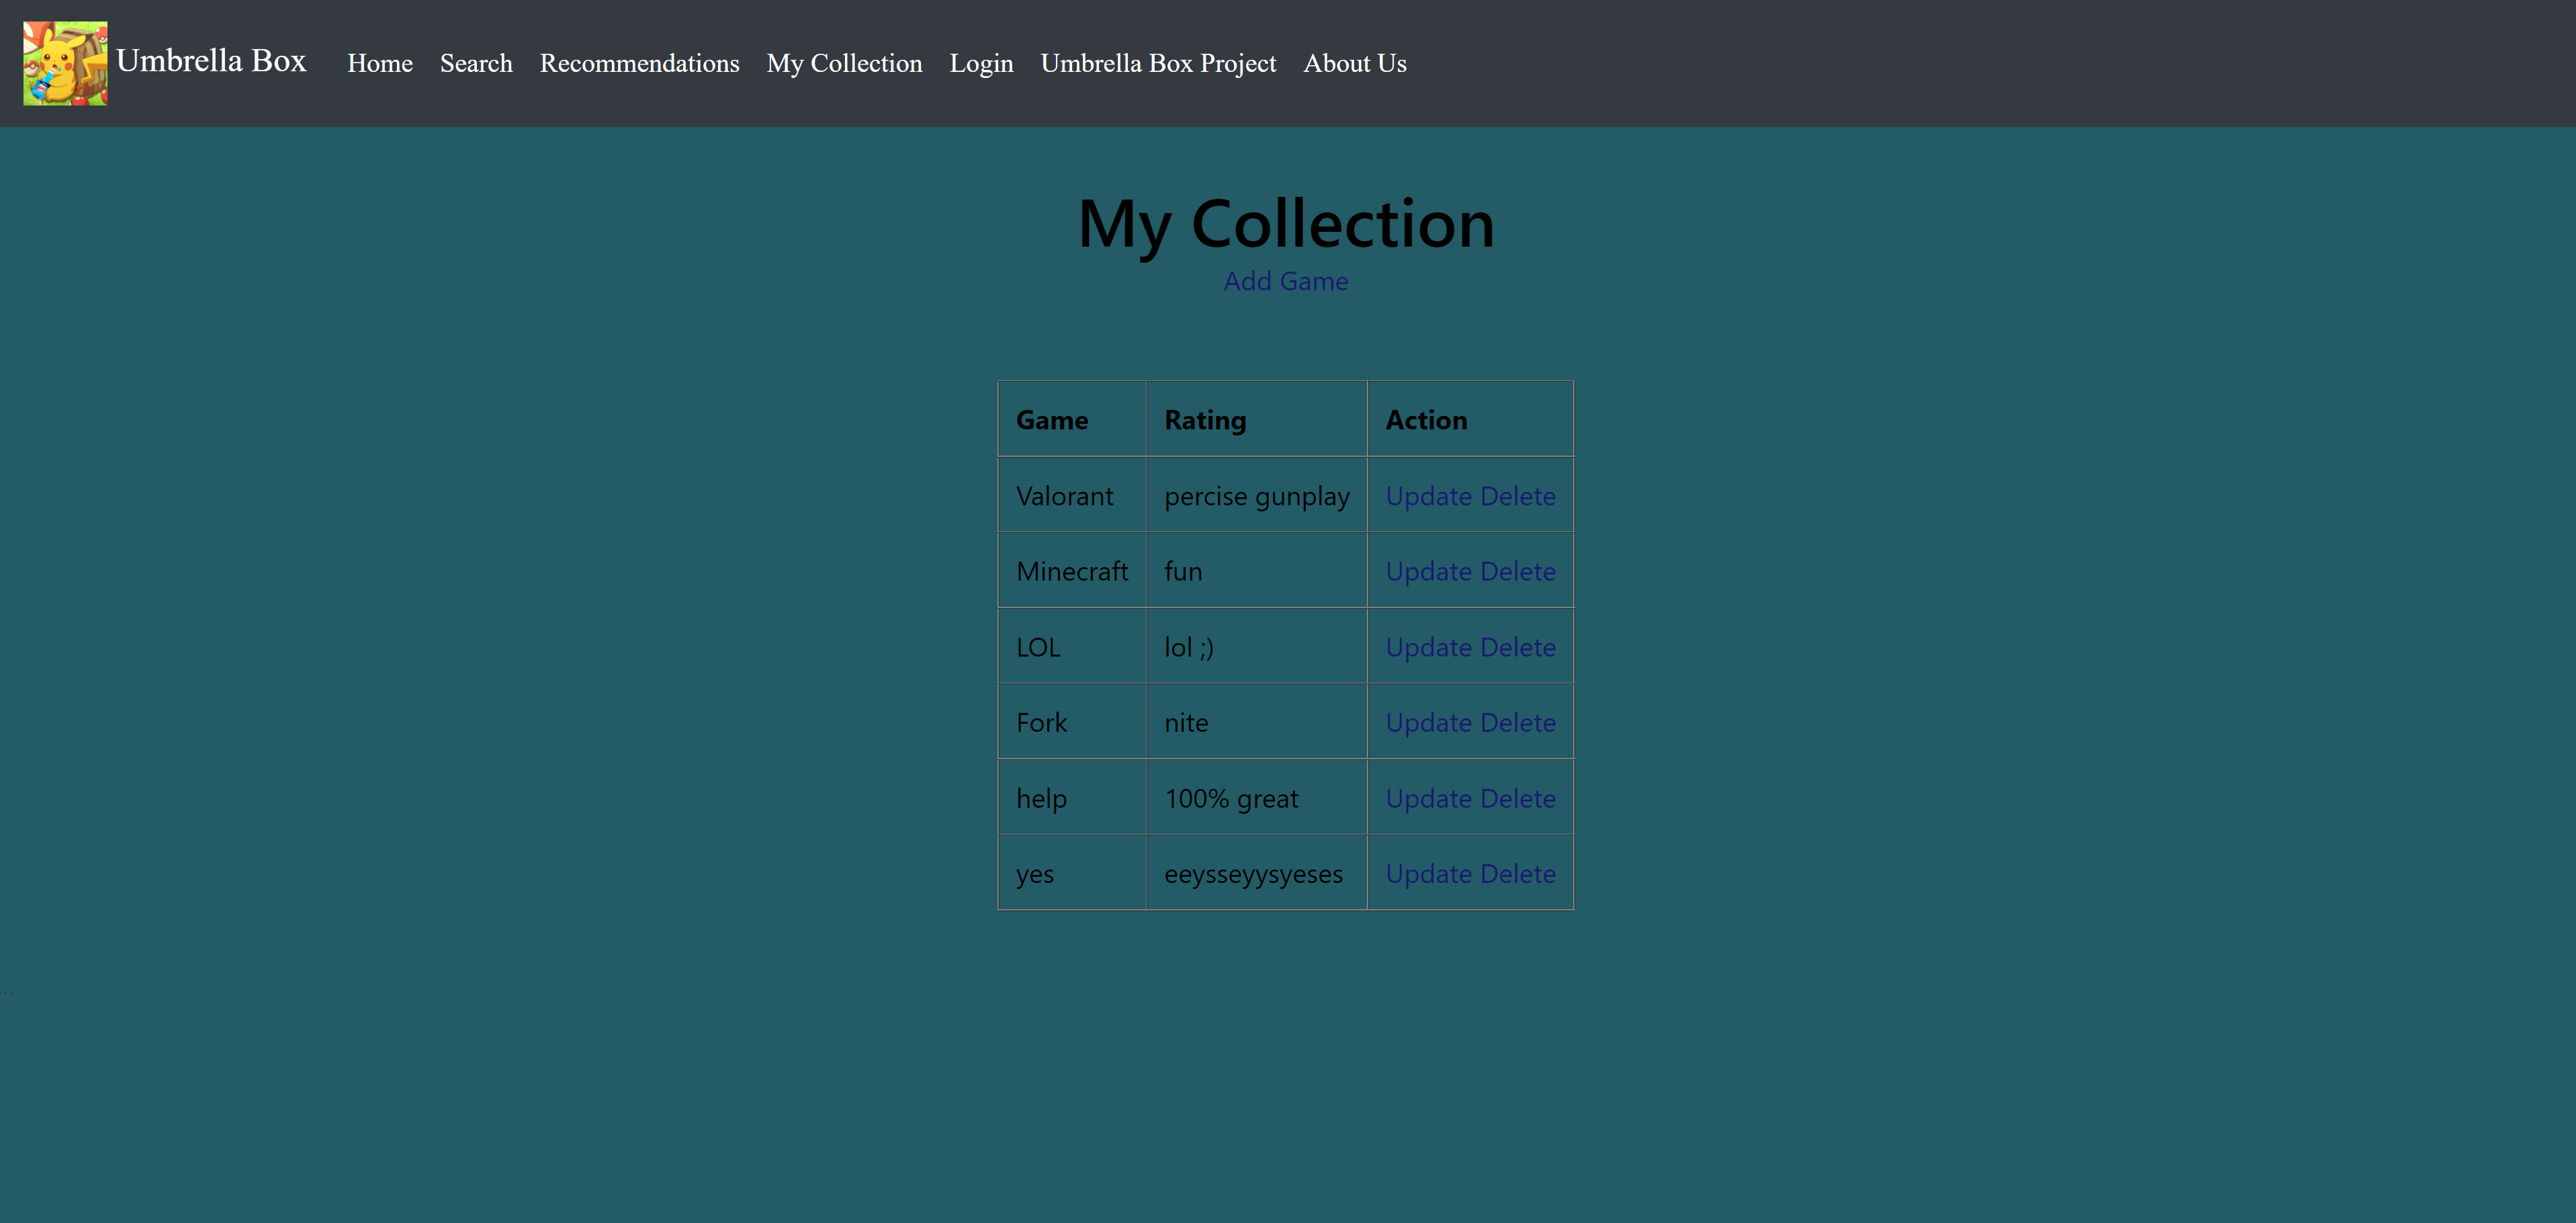 Umbrella Box Home Search Recommendations My Collection Login Umbrella Box Project About Us
My Collection
Add Game
Game Rating Action
Valorant percise gunplay Update Delete
Minecraft fun Update Delete
LOL lol ;) Update Delete
Fork nite Update Delete
help 100% great Update Delete
yes eeysseyysyeses Update Delete
...